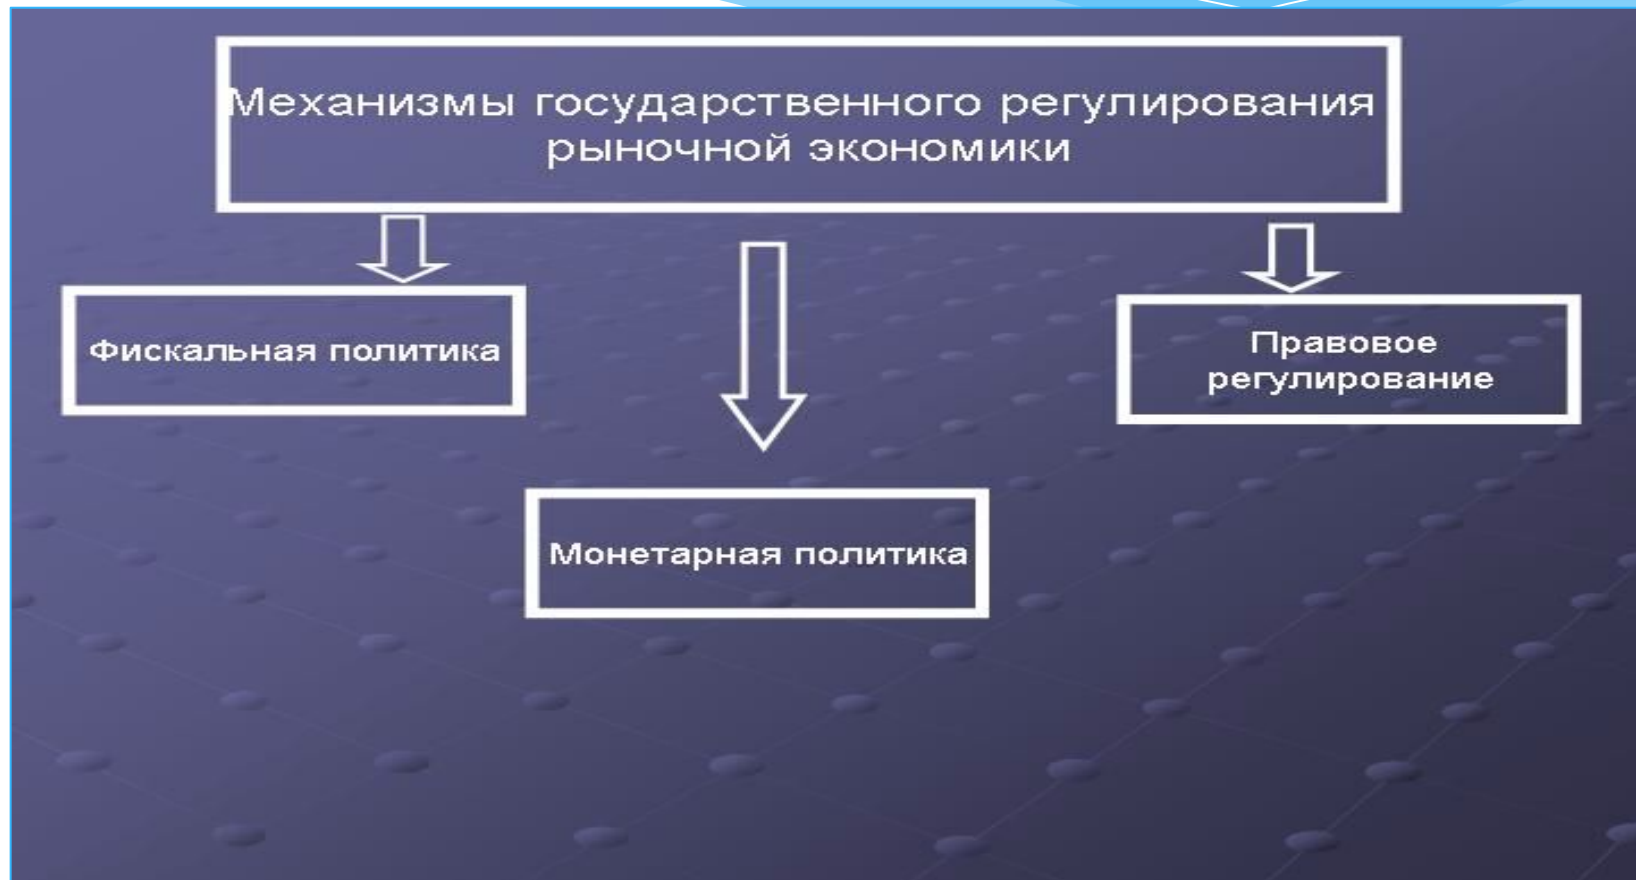 Механизмы государственного регулирования
рыночной экономики
Фискальная политика
Правовое
регулирование
Монетарная политика